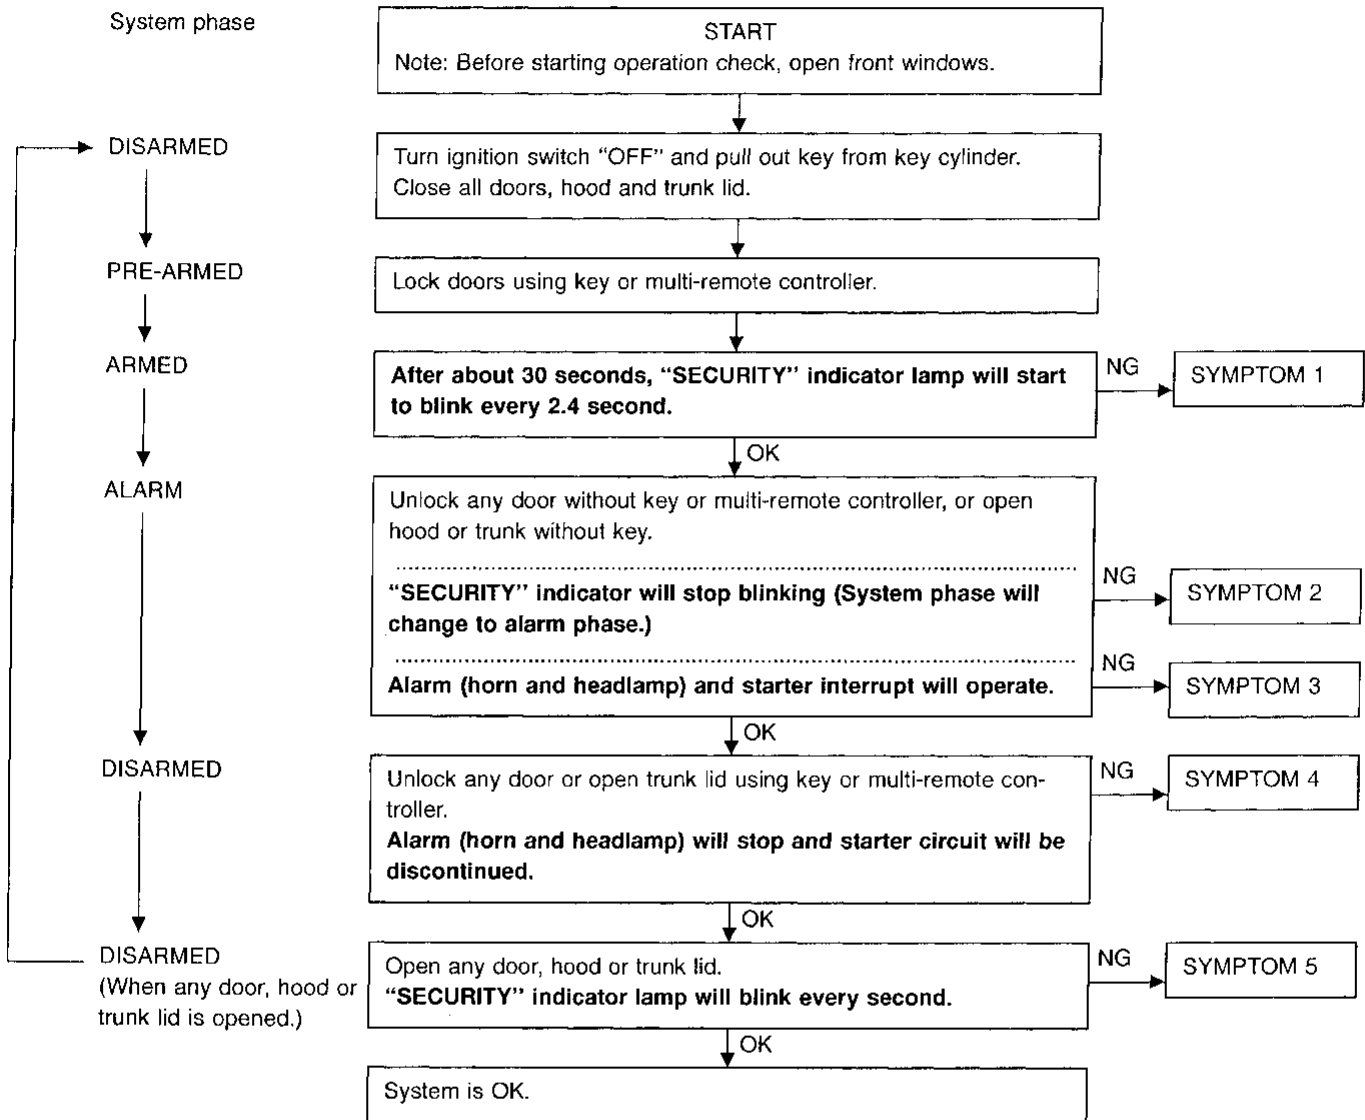 System phase
START
Note: Before starting operation check, open front windows.
DISARMED
Turn ignition switch “OFF” and pull out key from key cylinder.
Close all doors, hood and trunk lid.
PRE-ARMED
Lock doors using key or multi-remote controller.
ARMED
After about 30 seconds, “SECURITY” indicator lamp will start
to blink every 2.4 second.
NG
SYMPTOM 1
OK
ALARM
Unlock any door without key or multi-remote controller, or open
hood or trunk without key.
“SECURITY” indicator will stop blinking (System phase will
change to alarm phase.)
NG
SYMPTOM 2
Alarm (horn and headlamp) and starter interrupt will operate.
NG
SYMPTOM 3
OK
DISARMED
Unlock any door or open trunk lid using key or multi-remote con-
troller.
Alarm (horn and headlamp) will stop and starter circuit will be
discontinued.
NG
SYMPTOM 4
OK
DISARMED
(When any door, hood or
trunk lid is opened.)
Open any door, hood or trunk lid.
“SECURITY” indicator lamp will blink every second.
NG
SYMPTOM 5
OK
System is OK.